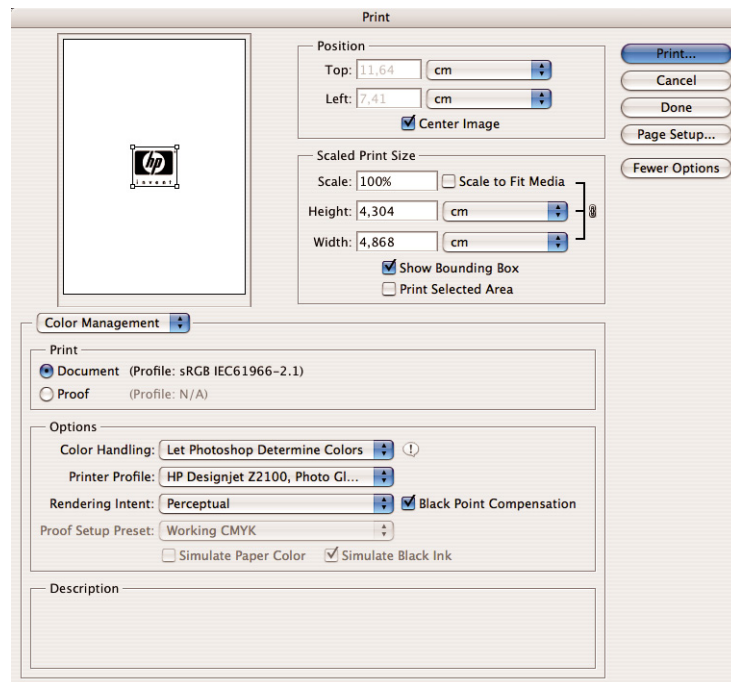 Print
hp
invent
Position
Top: 11,64 cm
Left: 7,41 cm
Center Image
Scaled Print Size
Scale: 100% Scale to Fit Media
Height: 4,304 cm
Width: 4,868 cm
Show Bounding Box
Print Selected Area
Print...
Cancel
Done
Page Setup...
Fewer Options
Color Management
Print
Document (Profile: sRGB IEC61966-2.1)
Proof (Profile: N/A)
Options
Color Handling: Let Photoshop Determine Colors
Printer Profile: HP Designjet Z2100, Photo Gl...
Rendering Intent: Perceptual Black Point Compensation
Proof Setup Preset: Working CMYK
Simulate Paper Color Simulate Black Ink
Description